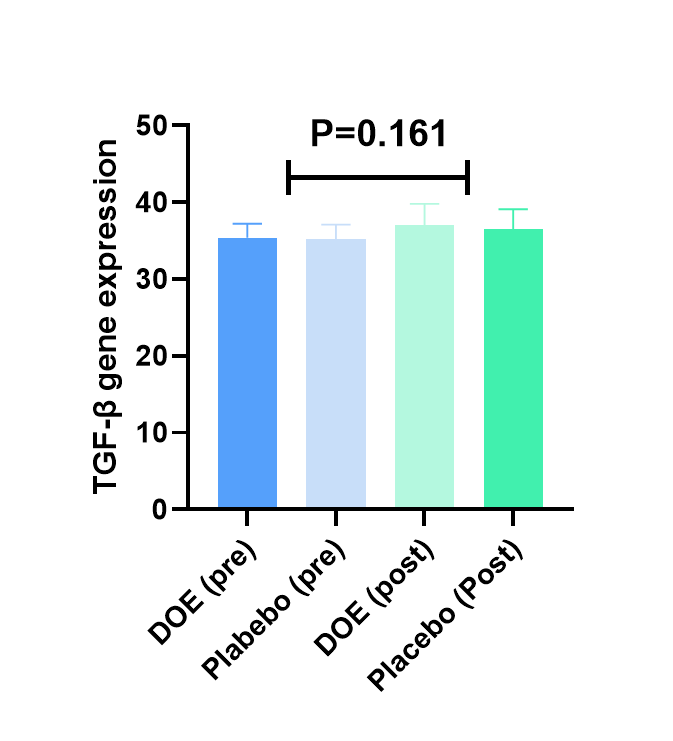 P=0.161
TGF-β gene expression
50
40
30
20
10
0
DOE (pre)
Plabebo (pre)
DOE (post)
Placebo (Post)